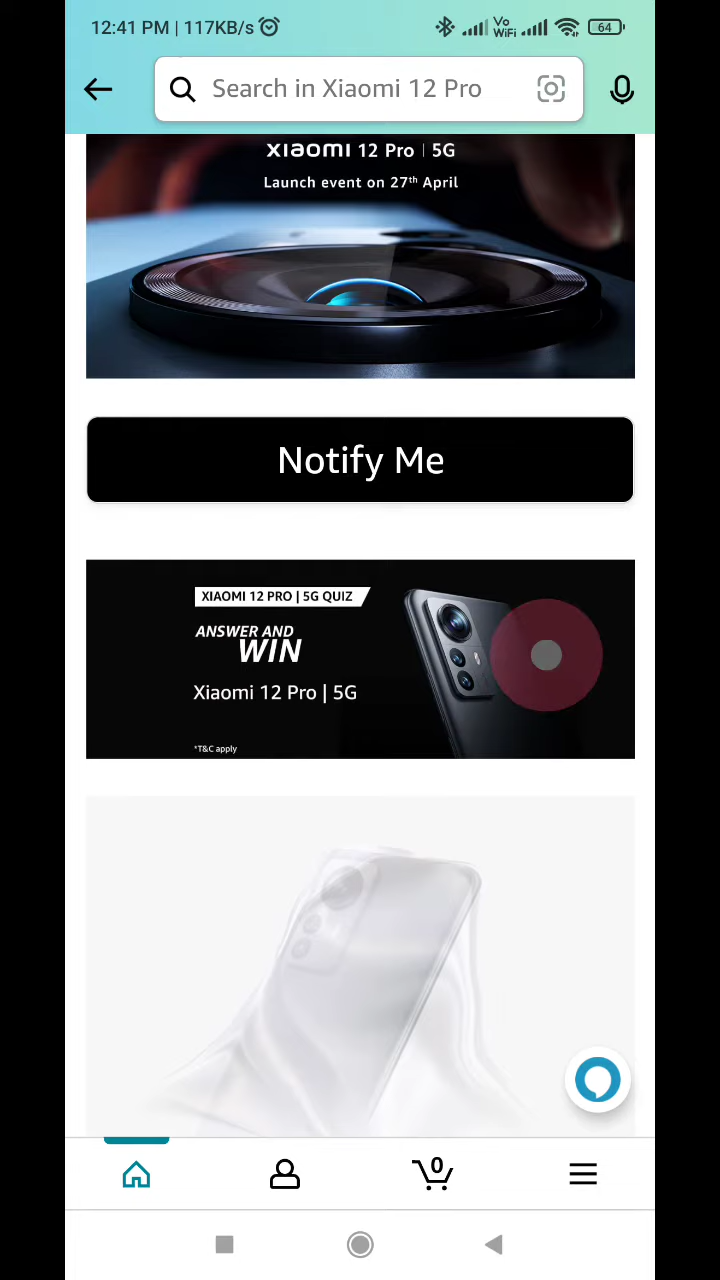 12:41 PM | 117KB/s
Vo
WiFi
64
Search in Xiaomi 12 Pro
xiaomi 12 Pro | 5G
Launch event on 27th April
Notify Me
XIAOMI 12 PRO | 5G QUIZ
ANSWER AND
WIN
Xiaomi 12 Pro | 5G
*T&C apply
0